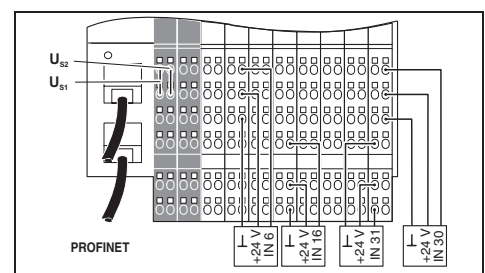 US2
US1
PROFINET
⊥
+24 V
IN 6
⊥
+24 V
IN 16
⊥
+24 V
IN 31
⊥
+24 V
IN 30